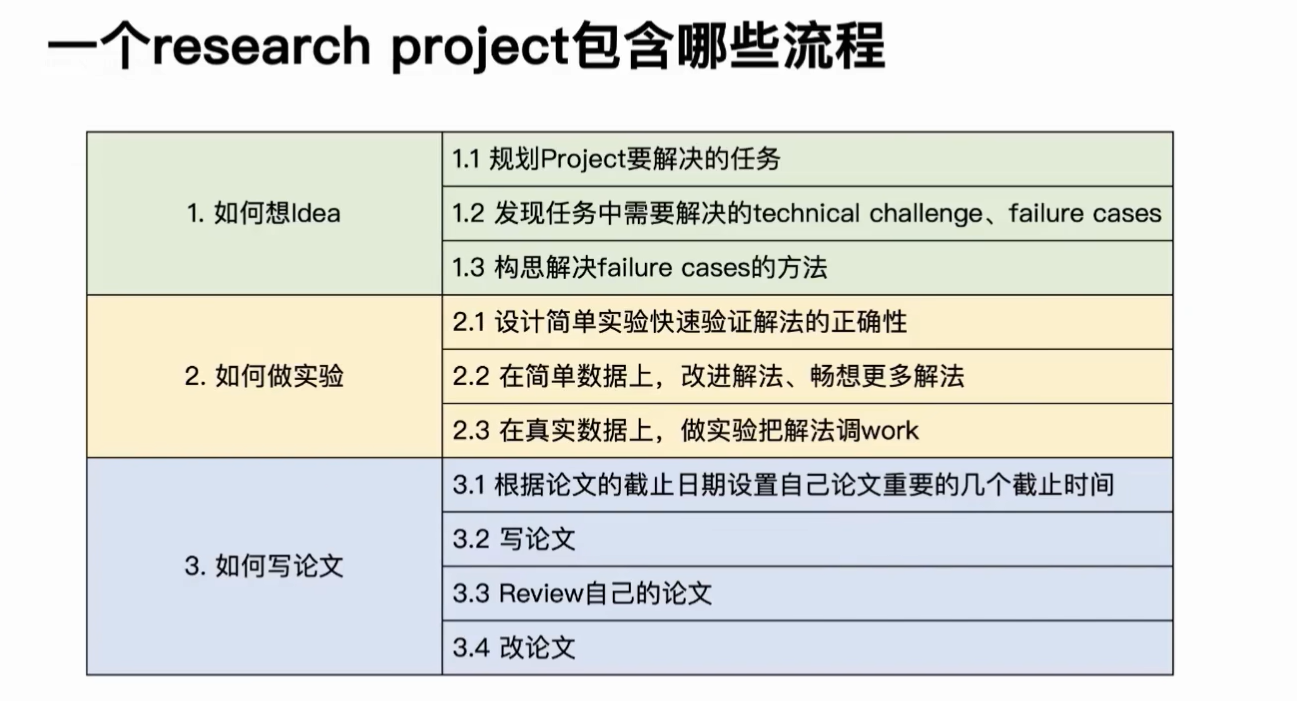 一个research project包含哪些流程
1. 如何想Idea
1.1 规划Project要解决的任务
1.2 发现任务中需要解决的technical challenge、failure cases
1.3 构思解决failure cases的方法
2. 如何做实验
2.1 设计简单实验快速验证解法的正确性
2.2 在简单数据上，改进解法、畅想更多解法
2.3 在真实数据上，做实验把解法调work
3. 如何写论文
3.1 根据论文的截止日期设置自己论文重要的几个截止时间
3.2 写论文
3.3 Review自己的论文
3.4 改论文